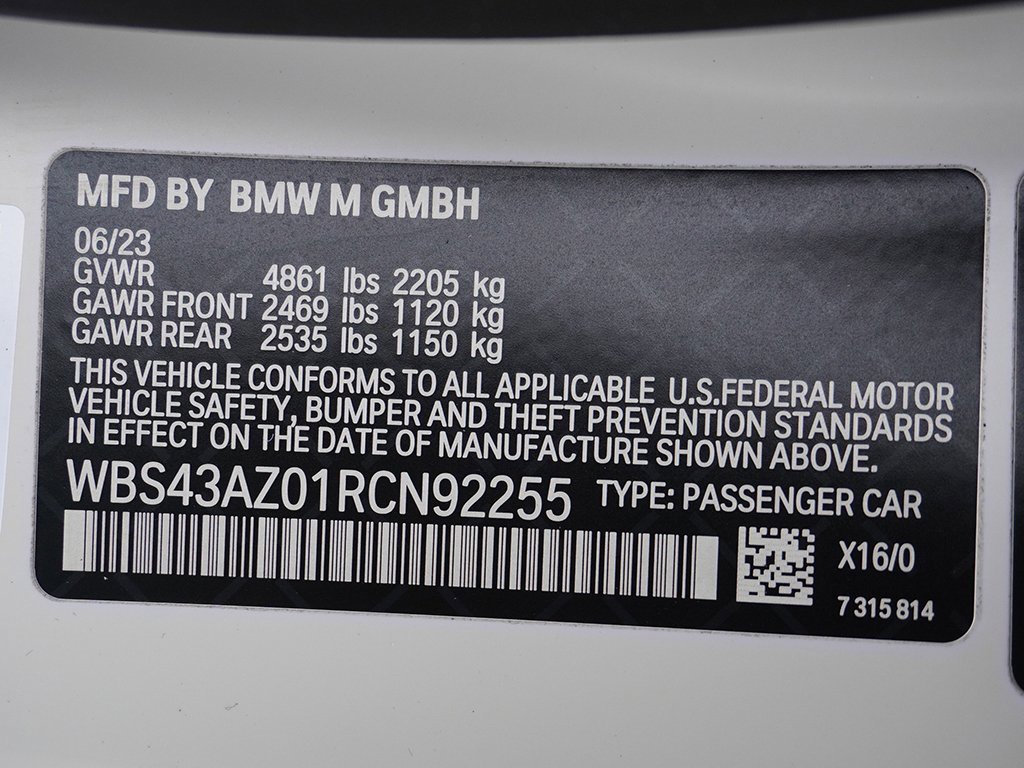 MFD BY BMW M GMBH
06/23
GVWR 4861 lbs 2205 kg
GAWR FRONT 2469 lbs 1120 kg
GAWR REAR 2535 lbs 1150 kg
THIS VEHICLE CONFORMS TO ALL APPLICABLE U.S.FEDERAL MOTOR
VEHICLE SAFETY, BUMPER AND THEFT PREVENTION STANDARDS
IN EFFECT ON THE DATE OF MANUFACTURE SHOWN ABOVE.
WBS43AZ01RCN92255 TYPE: PASSENGER CAR
X16/0
7 315 814